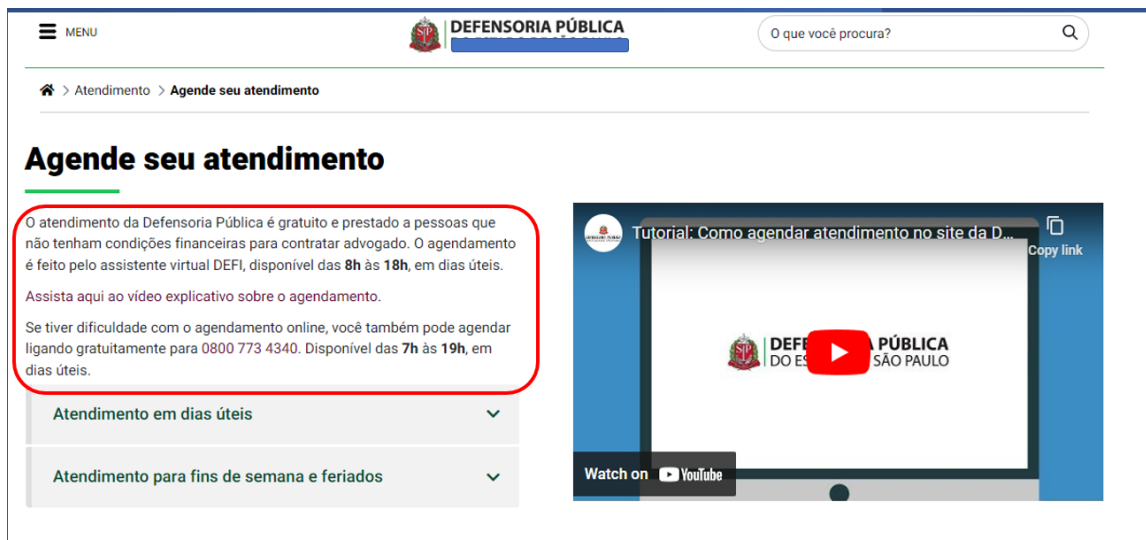 MENU
DEFENSORIA PÚBLICA
O que você procura?
Atendimento > Agende seu atendimento
Agende seu atendimento
O atendimento da Defensoria Pública é gratuito e prestado a pessoas que
não tenham condições financeiras para contratar advogado. O agendamento
é feito pelo assistente virtual DEFI, disponível das 8h às 18h, em dias úteis.
Assista aqui ao vídeo explicativo sobre o agendamento.
Se tiver dificuldade com o agendamento online, você também pode agendar
ligando gratuitamente para 0800 773 4340. Disponível das 7h às 19h, em
dias úteis.
Atendimento em dias úteis
Atendimento para fins de semana e feriados
Tutorial: Como agendar atendimento no site da D...
Copy link
DEFE PÚBLICA
DO ES SÃO PAULO
Watch on YouTube